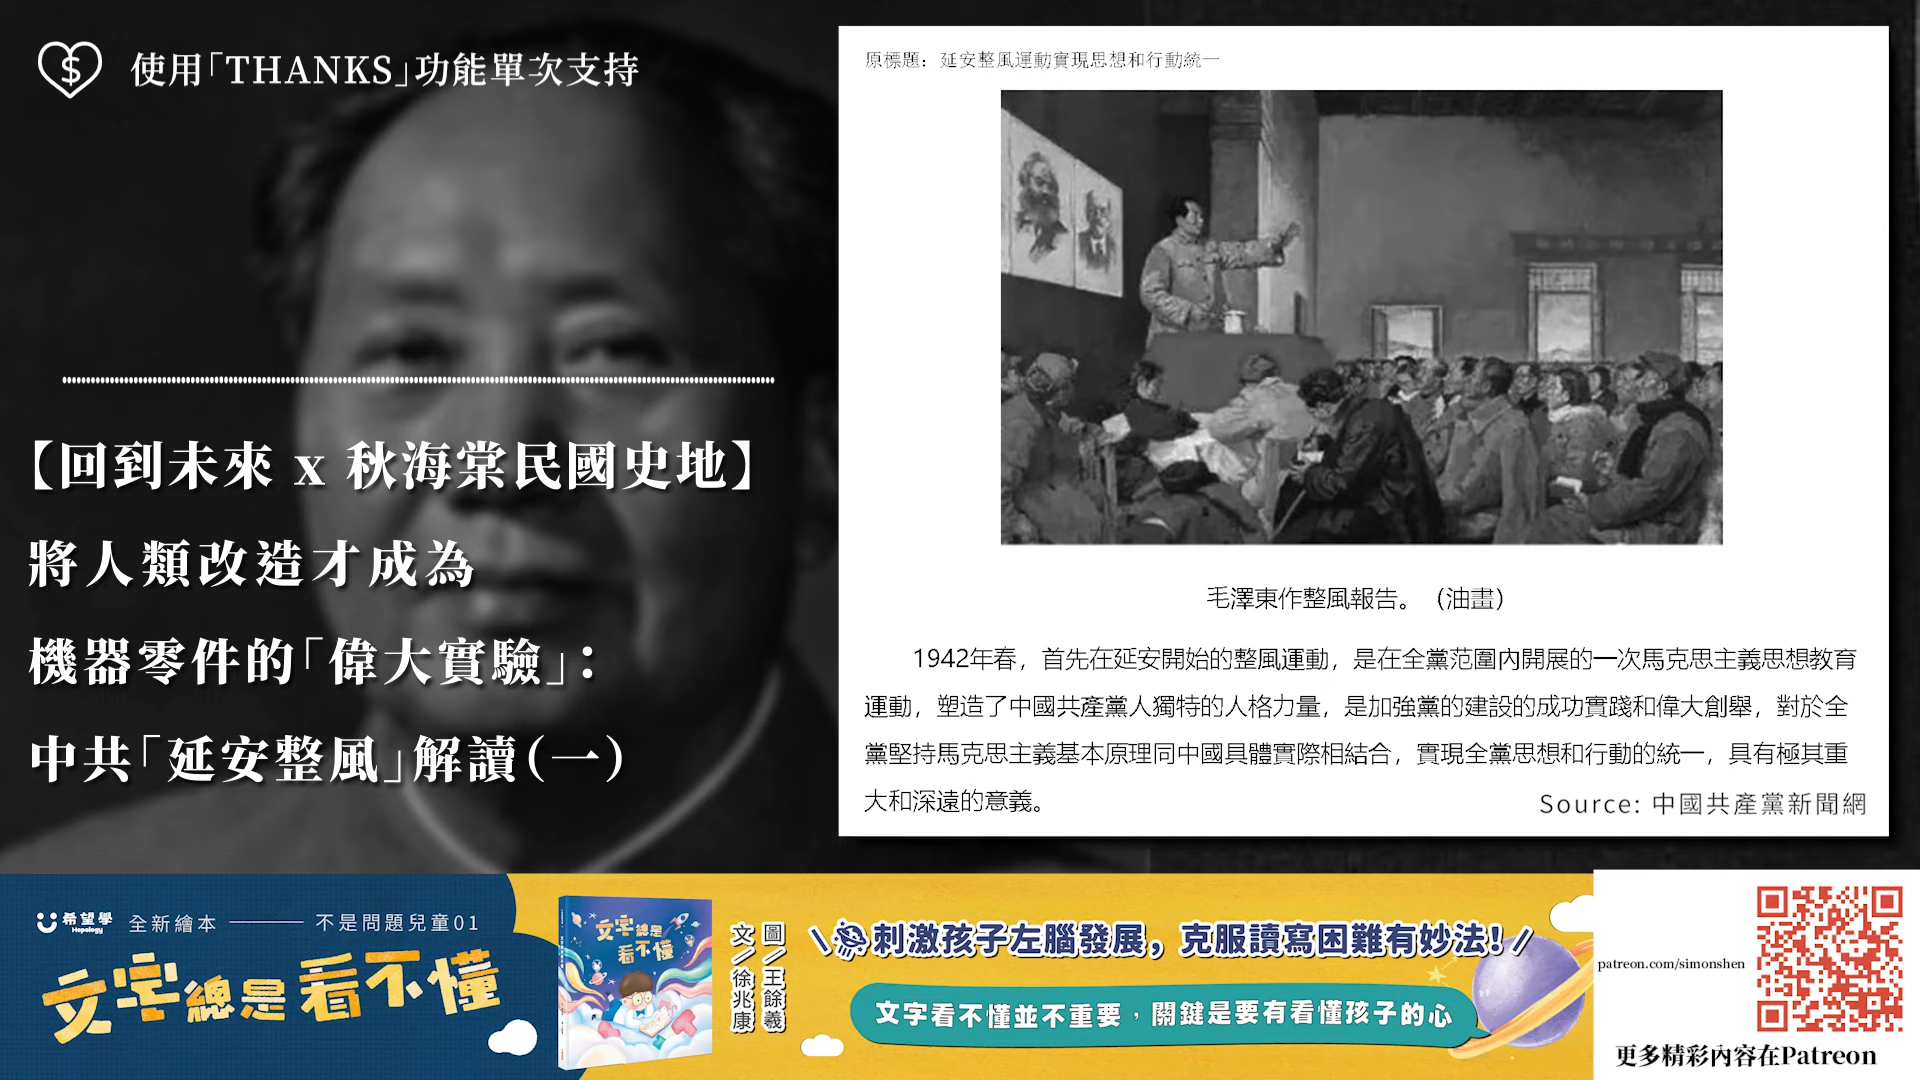 使用「THANKS」功能單次支持
【回到未來 x 秋海棠民國史地】
將人類改造才成為
機器零件的「偉大實驗」：
中共「延安整風」解讀（一）
原標題：延安整風運動實現思想和行動統一
毛澤東作整風報告。（油畫）
1942年春，首先在延安開始的整風運動，是在全黨范圍內開展的一次馬克思主義思想教育
運動，塑造了中國共產黨人獨特的人格力量，是加強黨的建設的成功實踐和偉大創舉，對於全
黨堅持馬克思主義基本原理同中國具體實際相結合，實現全黨思想和行動的統一，具有極其重
大和深遠的意義。
Source: 中國共產黨新聞網
希望學
Hopology
全新繪本
不是問題兒童01
文字總是看不懂
文字總是
看不懂
圖／王餘羲
文／徐兆康
刺激孩子左腦發展，克服讀寫困難有妙法！
文字看不懂並不重要，關鍵是要有看懂孩子的心
patreon.com/simonshen
更多精彩內容在Patreon